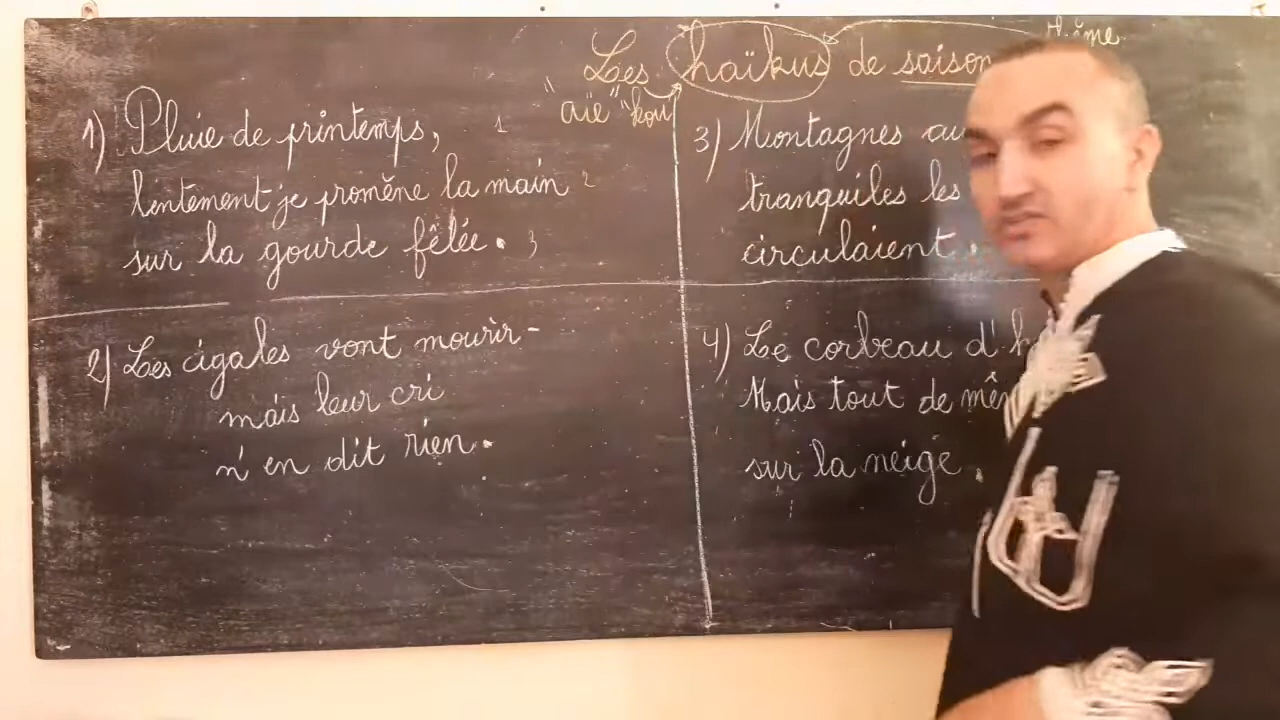 thème
Les haïkus de saison
"aïe" "kou"
1) Pluie de printemps, 1
lentement je promène la main 2
sur la gourde fêlée. 3
2) Les cigales vont mourir-
mais leur cri
n'en dit rien.
3) Montagnes au
tranquiles les
circulaient.
4) Le corbeau d'h
Mais tout de mêm
sur la neige.